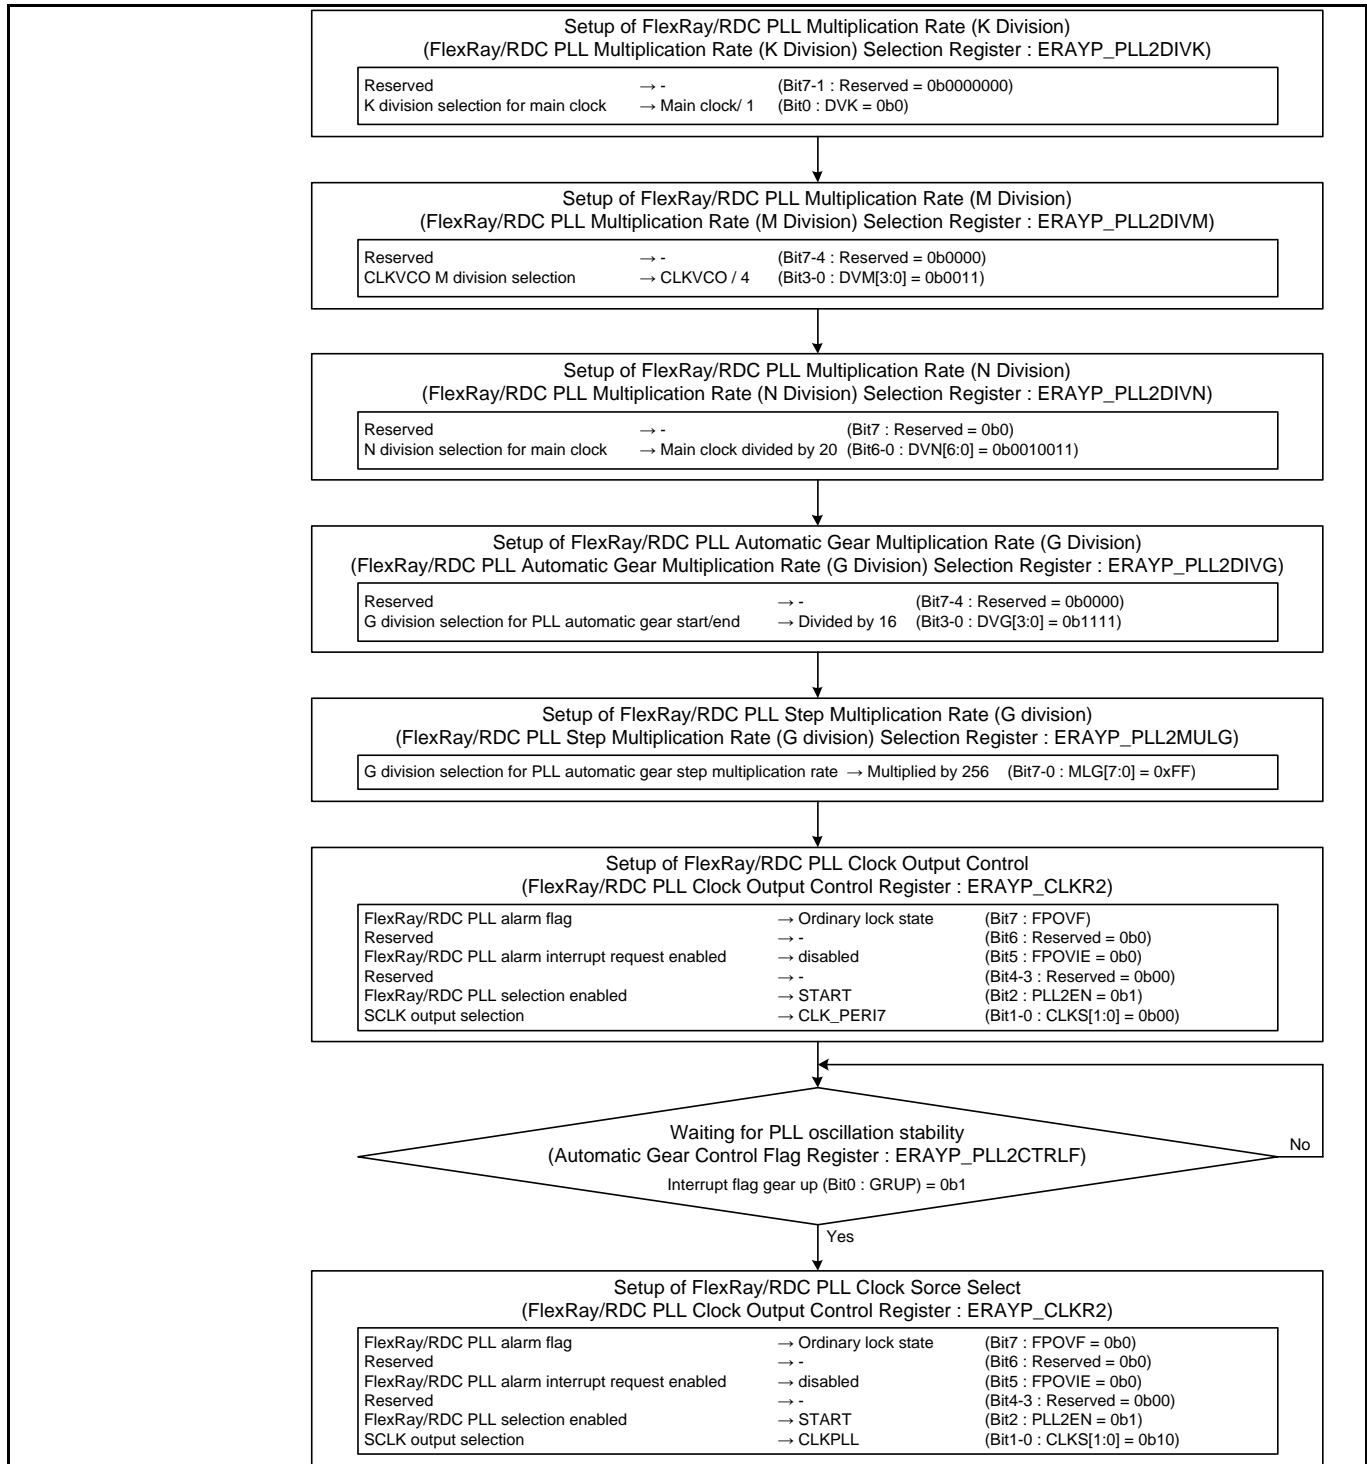 Setup of FlexRay/RDC PLL Multiplication Rate (K Division)
(FlexRay/RDC PLL Multiplication Rate (K Division) Selection Register : ERAYP_PLL2DIVK)
Reserved → - (Bit7-1 : Reserved = 0b0000000)
K division selection for main clock → Main clock/ 1 (Bit0 : DVK = 0b0)
Setup of FlexRay/RDC PLL Multiplication Rate (M Division)
(FlexRay/RDC PLL Multiplication Rate (M Division) Selection Register : ERAYP_PLL2DIVM)
Reserved → - (Bit7-4 : Reserved = 0b0000)
CLKVCO M division selection → CLKVCO / 4 (Bit3-0 : DVM[3:0] = 0b0011)
Setup of FlexRay/RDC PLL Multiplication Rate (N Division)
(FlexRay/RDC PLL Multiplication Rate (N Division) Selection Register : ERAYP_PLL2DIVN)
Reserved → - (Bit7 : Reserved = 0b0)
N division selection for main clock → Main clock divided by 20 (Bit6-0 : DVN[6:0] = 0b0010011)
Setup of FlexRay/RDC PLL Automatic Gear Multiplication Rate (G Division)
(FlexRay/RDC PLL Automatic Gear Multiplication Rate (G Division) Selection Register : ERAYP_PLL2DIVG)
Reserved → - (Bit7-4 : Reserved = 0b0000)
G division selection for PLL automatic gear start/end → Divided by 16 (Bit3-0 : DVG[3:0] = 0b1111)
Setup of FlexRay/RDC PLL Step Multiplication Rate (G division)
(FlexRay/RDC PLL Step Multiplication Rate (G division) Selection Register : ERAYP_PLL2MULG)
G division selection for PLL automatic gear step multiplication rate → Multiplied by 256 (Bit7-0 : MLG[7:0] = 0xFF)
Setup of FlexRay/RDC PLL Clock Output Control
(FlexRay/RDC PLL Clock Output Control Register : ERAYP_CLKR2)
FlexRay/RDC PLL alarm flag → Ordinary lock state (Bit7 : FPOVF)
Reserved → - (Bit6 : Reserved = 0b0)
FlexRay/RDC PLL alarm interrupt request enabled → disabled (Bit5 : FPOVIE = 0b0)
Reserved → - (Bit4-3 : Reserved = 0b00)
FlexRay/RDC PLL selection enabled → START (Bit2 : PLL2EN = 0b1)
SCLK output selection → CLK_PERI7 (Bit1-0 : CLKS[1:0] = 0b00)
Waiting for PLL oscillation stability
(Automatic Gear Control Flag Register : ERAYP_PLL2CTRLF)
No
Interrupt flag gear up (Bit0 : GRUP) = 0b1
Yes
Setup of FlexRay/RDC PLL Clock Sorce Select
(FlexRay/RDC PLL Clock Output Control Register : ERAYP_CLKR2)
FlexRay/RDC PLL alarm flag → Ordinary lock state (Bit7 : FPOVF = 0b0)
Reserved → - (Bit6 : Reserved = 0b0)
FlexRay/RDC PLL alarm interrupt request enabled → disabled (Bit5 : FPOVIE = 0b0)
Reserved → - (Bit4-3 : Reserved = 0b00)
FlexRay/RDC PLL selection enabled → START (Bit2 : PLL2EN = 0b1)
SCLK output selection → CLKPLL (Bit1-0 : CLKS[1:0] = 0b10)